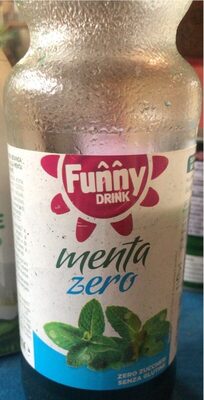 Funny
DRINK
menta
zero
ZERO ZUCCHERI
SENZA GLUTINE